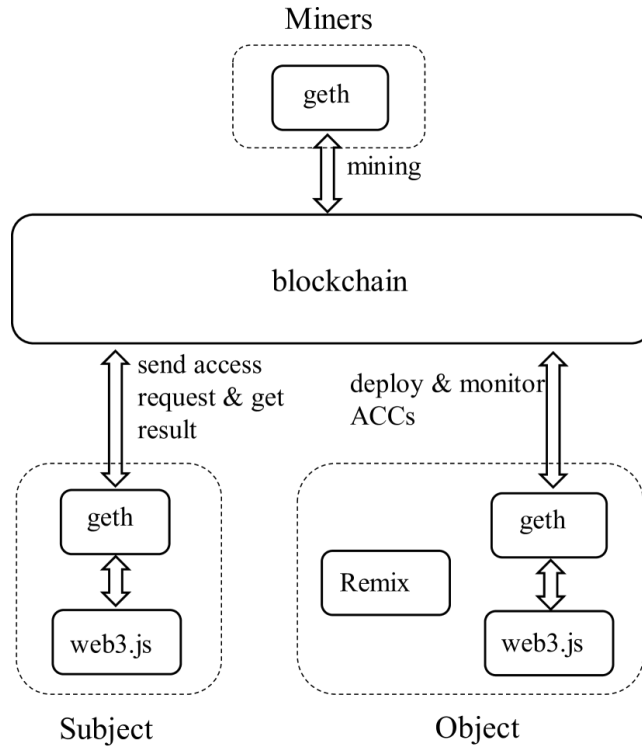 Miners
geth
mining
blockchain
send access
request & get
result
deploy & monitor
ACCs
geth
web3.js
Remix
geth
web3.js
Subject
Object